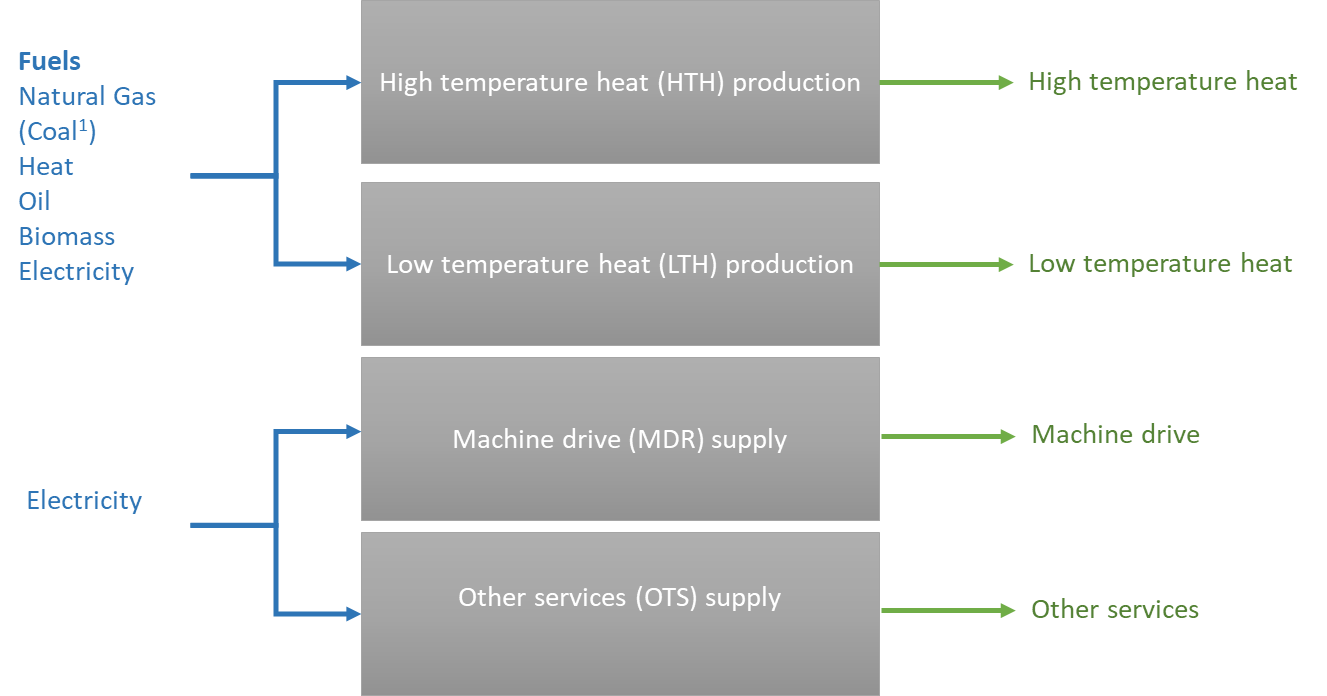 Fuels
Natural Gas
(Coal¹)
Heat
Oil
Biomass
Electricity
High temperature heat (HTH) production
High temperature heat
Low temperature heat (LTH) production
Low temperature heat
Electricity
Machine drive (MDR) supply
Machine drive
Other services (OTS) supply
Other services